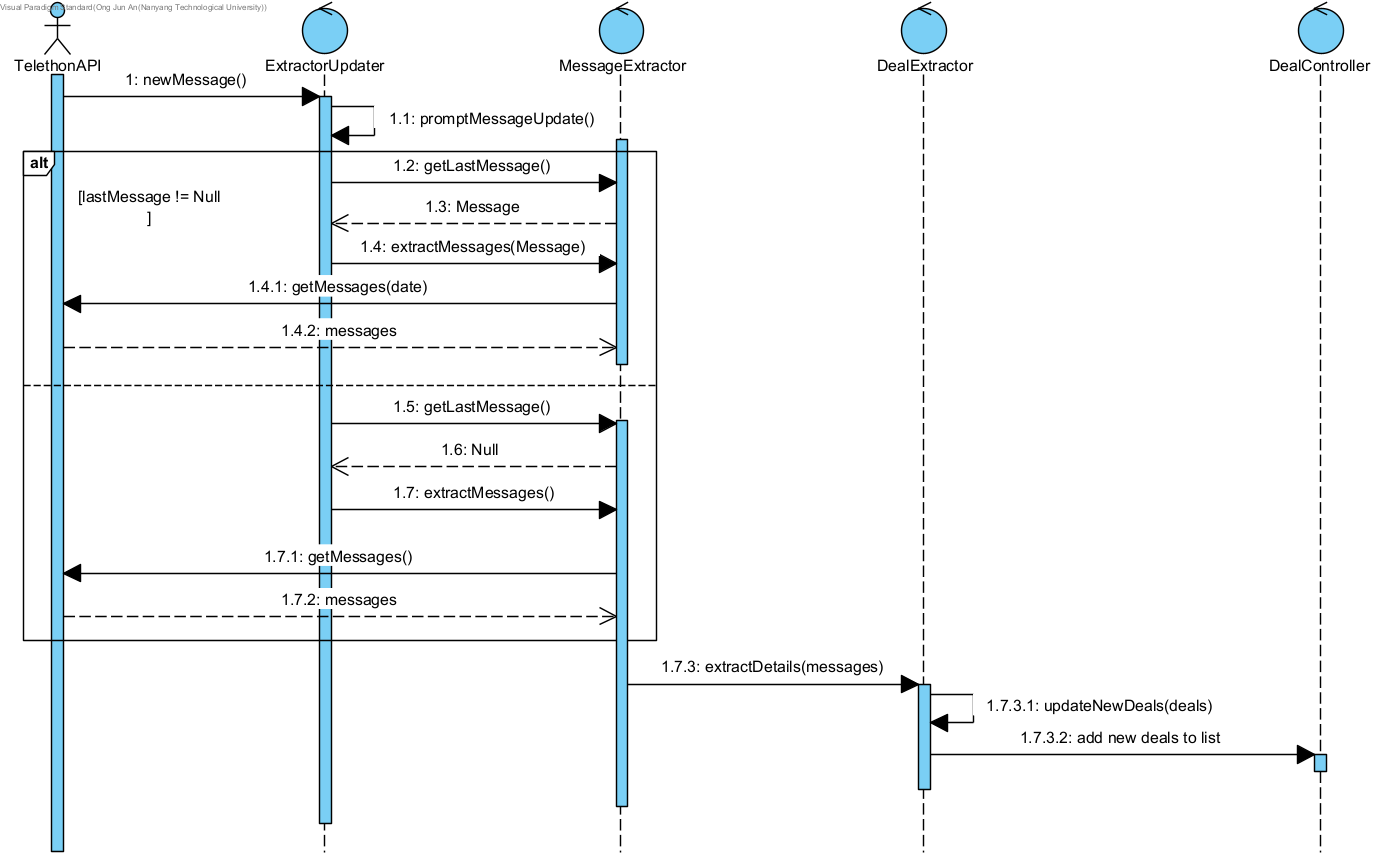 Visual Paradigm Standard(Ong Jun An(Nanyang Technological University))
TelethonAPI
ExtractorUpdater
MessageExtractor
DealExtractor
DealController
1: newMessage()
1.1: promptMessageUpdate()
alt
1.2: getLastMessage()
[lastMessage != Null
]
1.3: Message
1.4: extractMessages(Message)
1.4.1: getMessages(date)
1.4.2: messages
1.5: getLastMessage()
1.6: Null
1.7: extractMessages()
1.7.1: getMessages()
1.7.2: messages
1.7.3: extractDetails(messages)
1.7.3.1: updateNewDeals(deals)
1.7.3.2: add new deals to list